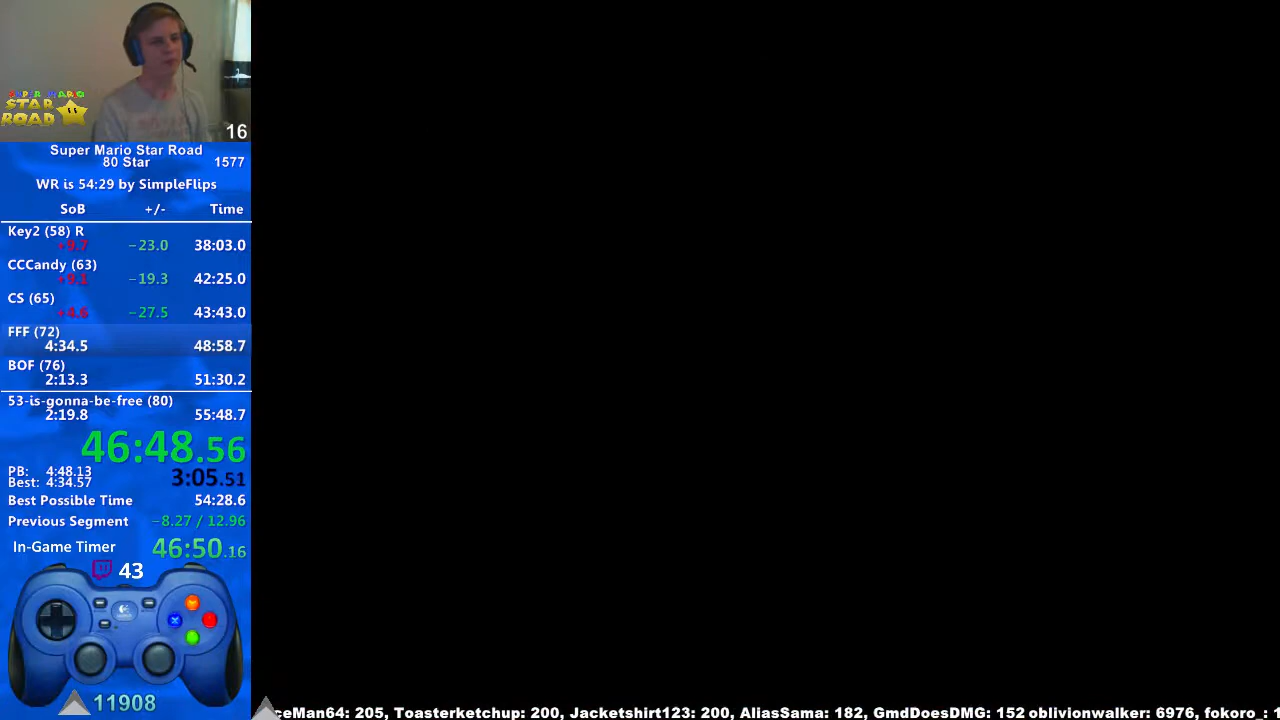 SUPER MARIO
STAR
ROAD
16
Super Mario Star Road
80 Star 1577
WR is 54:29 by SimpleFlips
SoB +/- Time
Key2 (58) R
+9.7 −23.0 38:03.0
CCCandy (63)
+9.1 −19.3 42:25.0
CS (65)
+4.6 −27.5 43:43.0
FFF (72)
4:34.5 48:58.7
BOF (76)
2:13.3 51:30.2
53-is-gonna-be-free (80)
2:19.8 55:48.7
46:48.56
PB: 4:48.13
Best: 4:34.57 3:05.51
Best Possible Time 54:28.6
Previous Segment −8.27 / 12.96
In-Game Timer 46:50.16
43
11908
ceMan64: 205, Toasterketchup: 200, Jacketshirt123: 200, AliasSama: 182, GmdDoesDMG: 152 oblivionwalker: 6976, fokoro_: